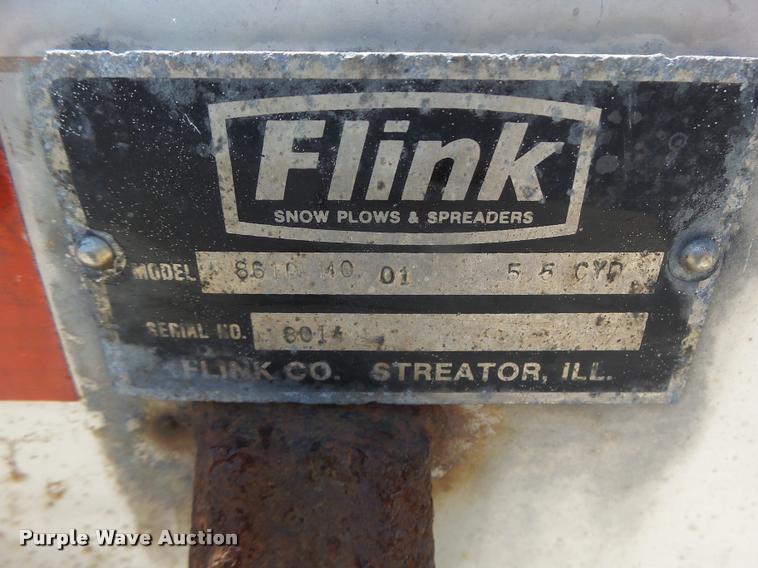 Flink
SNOW PLOWS & SPREADERS
MODEL 8610 MO 01 5.5 CYD
SERIAL NO. 8014
FLINK CO. STREATOR, ILL.
Purple Wave Auction